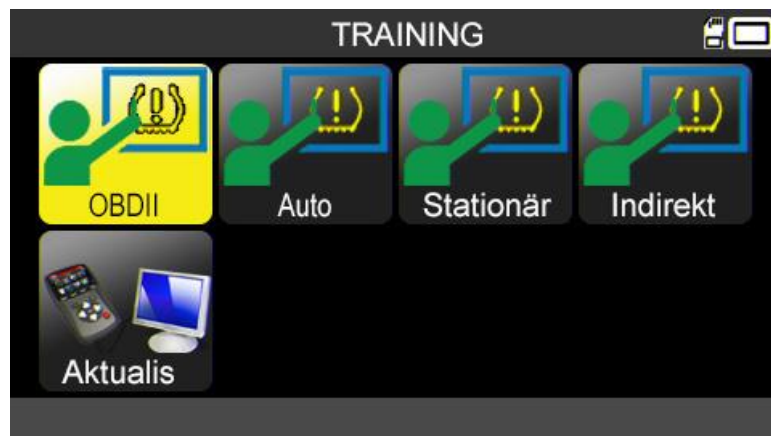 TRAINING
OBDII
Auto
Stationär
Indirekt
Aktualis